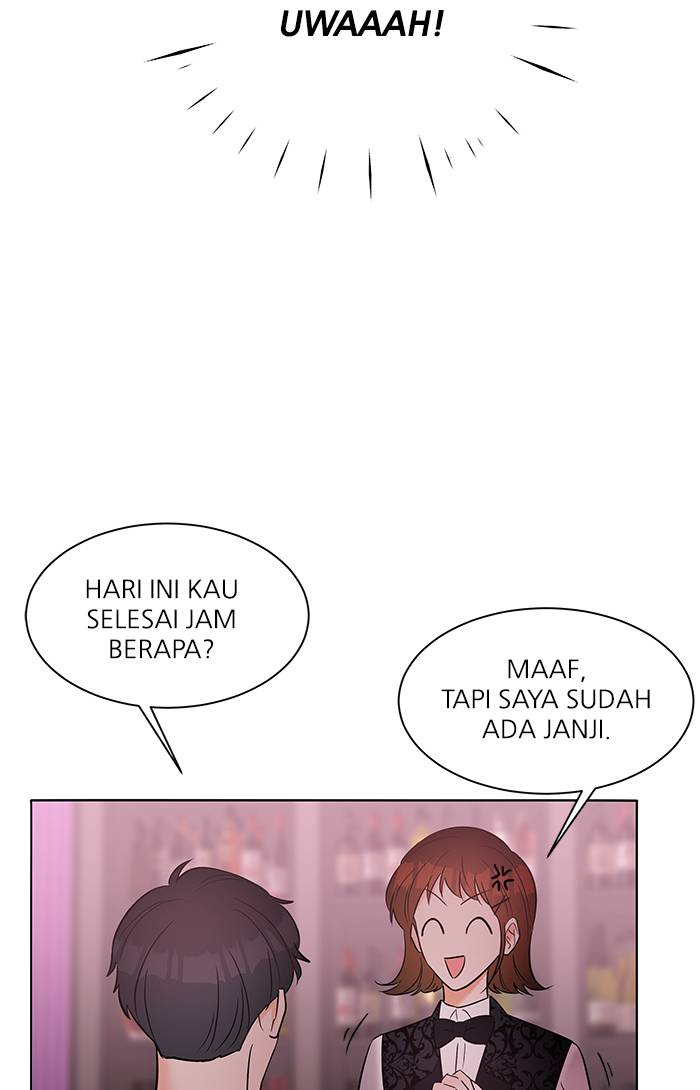 UWAAAH!
HARI INI KAU
SELESAI JAM
BERAPA?
MAAF,
TAPI SAYA SUDAH
ADA JANJI.